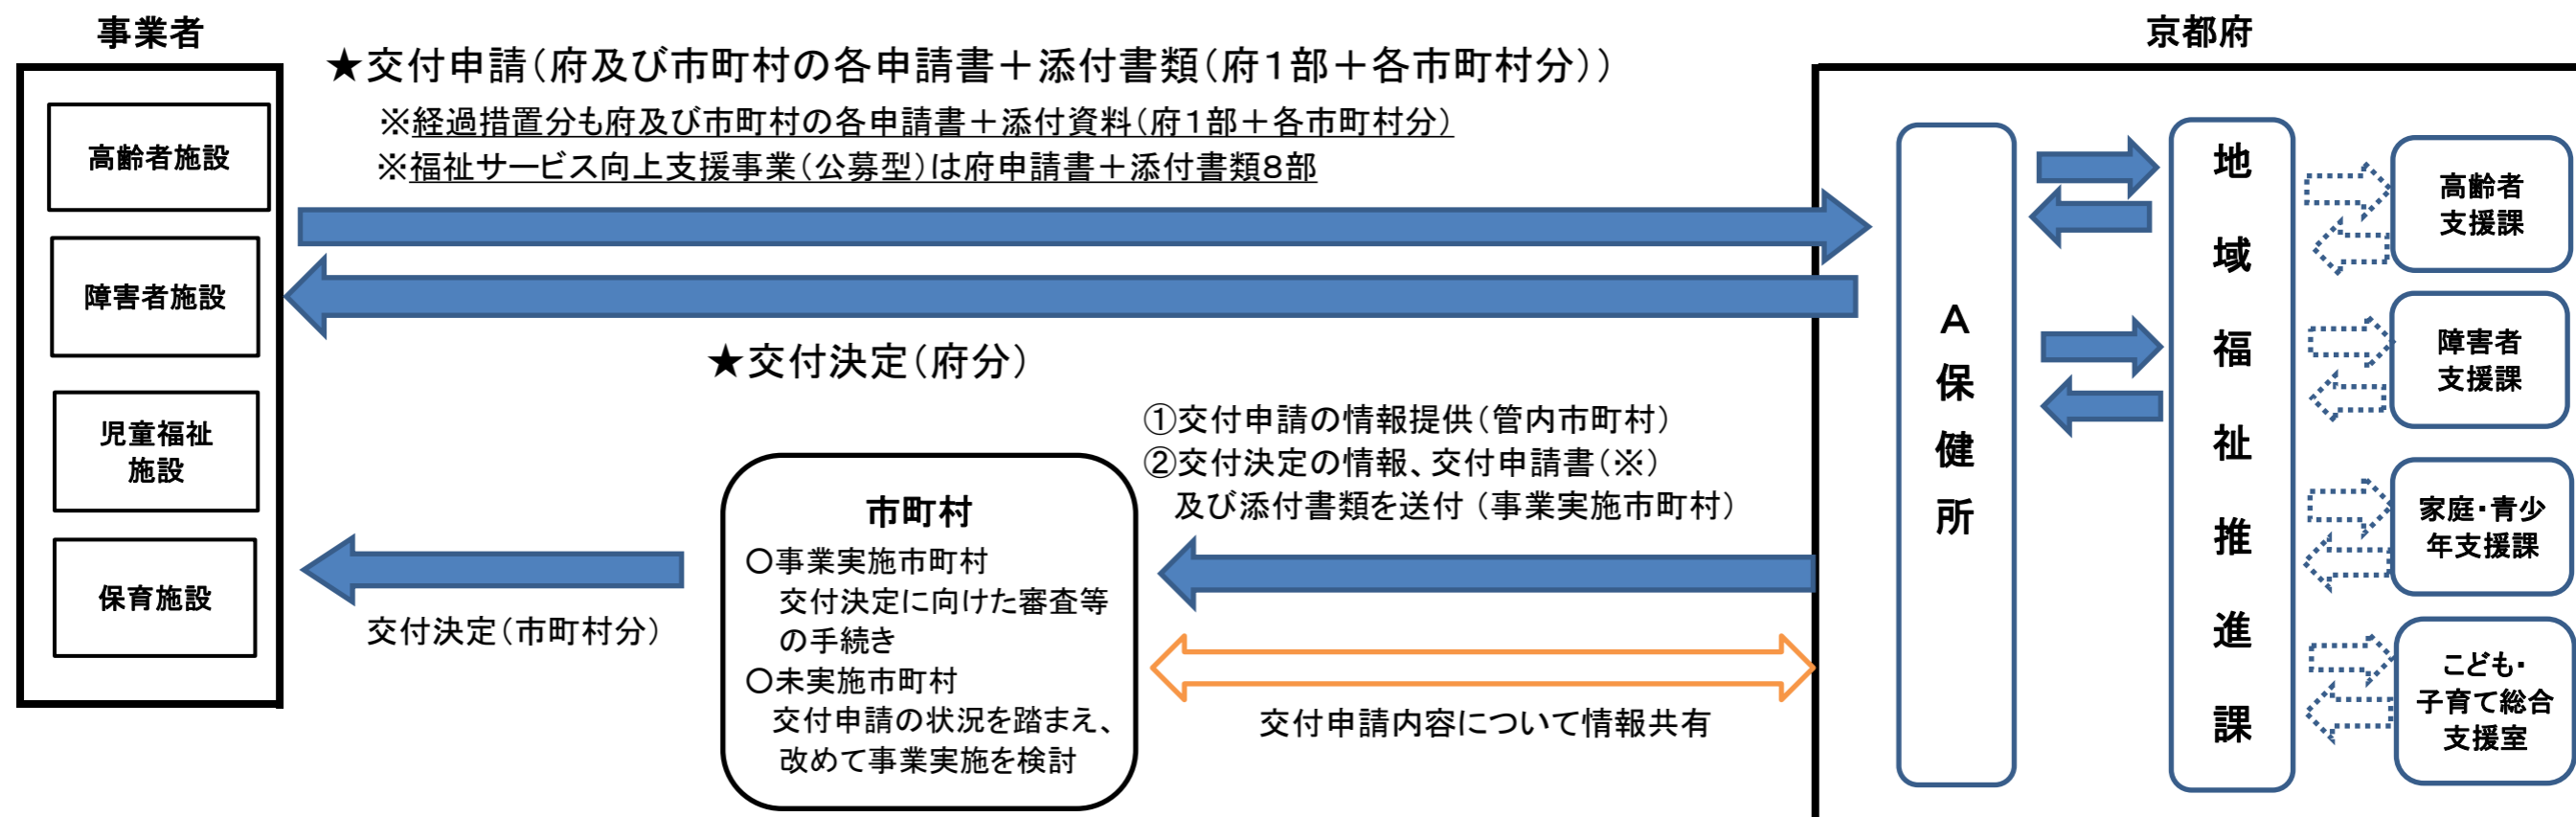 事業者
高齢者施設
障害者施設
児童福祉
施設
保育施設
★交付申請(府及び市町村の各申請書＋添付書類(府1部＋各市町村分))
※経過措置分も府及び市町村の各申請書＋添付資料(府1部＋各市町村分)
※福祉サービス向上支援事業(公募型)は府申請書＋添付書類8部
★交付決定(府分)
①交付申請の情報提供(管内市町村)
②交付決定の情報、交付申請書(※)
及び添付書類を送付 (事業実施市町村)
市町村
○事業実施市町村
交付決定に向けた審査等
の手続き
○未実施市町村
交付申請の状況を踏まえ、
改めて事業実施を検討
交付決定(市町村分)
交付申請内容について情報共有
京都府
A保健所
地域福祉推進課
高齢者
支援課
障害者
支援課
家庭・青少
年支援課
こども・
子育て総合
支援室